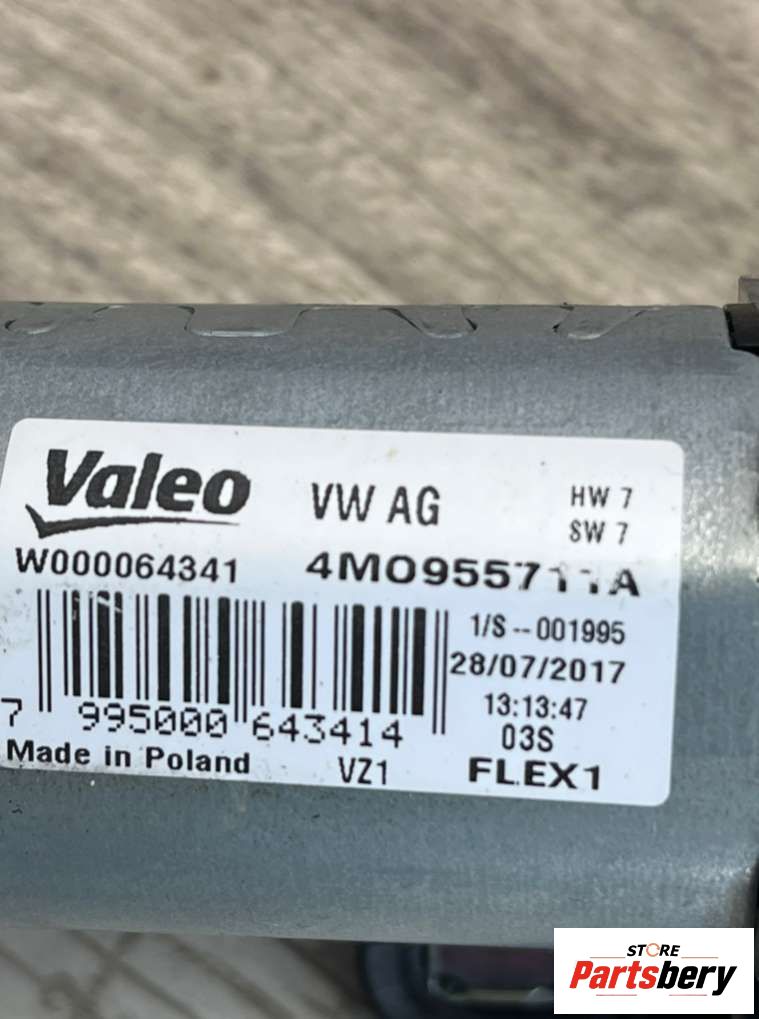 Valeo VW AG HW 7
SW 7
W000064341 4M0955711A
1/S -- 001995
28/07/2017
13:13:47
7 995000 643414 03S
Made in Poland VZ1 FLEX1
STORE
Partsbery